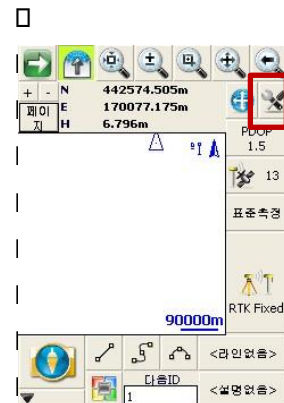 + - N 442574.505m
페이지 E 170077.175m
H 6.796m
PDOP
1.5
13
표준측정
RTK Fixed
90000m
<라인없음>
다음ID
1
<설명없음>